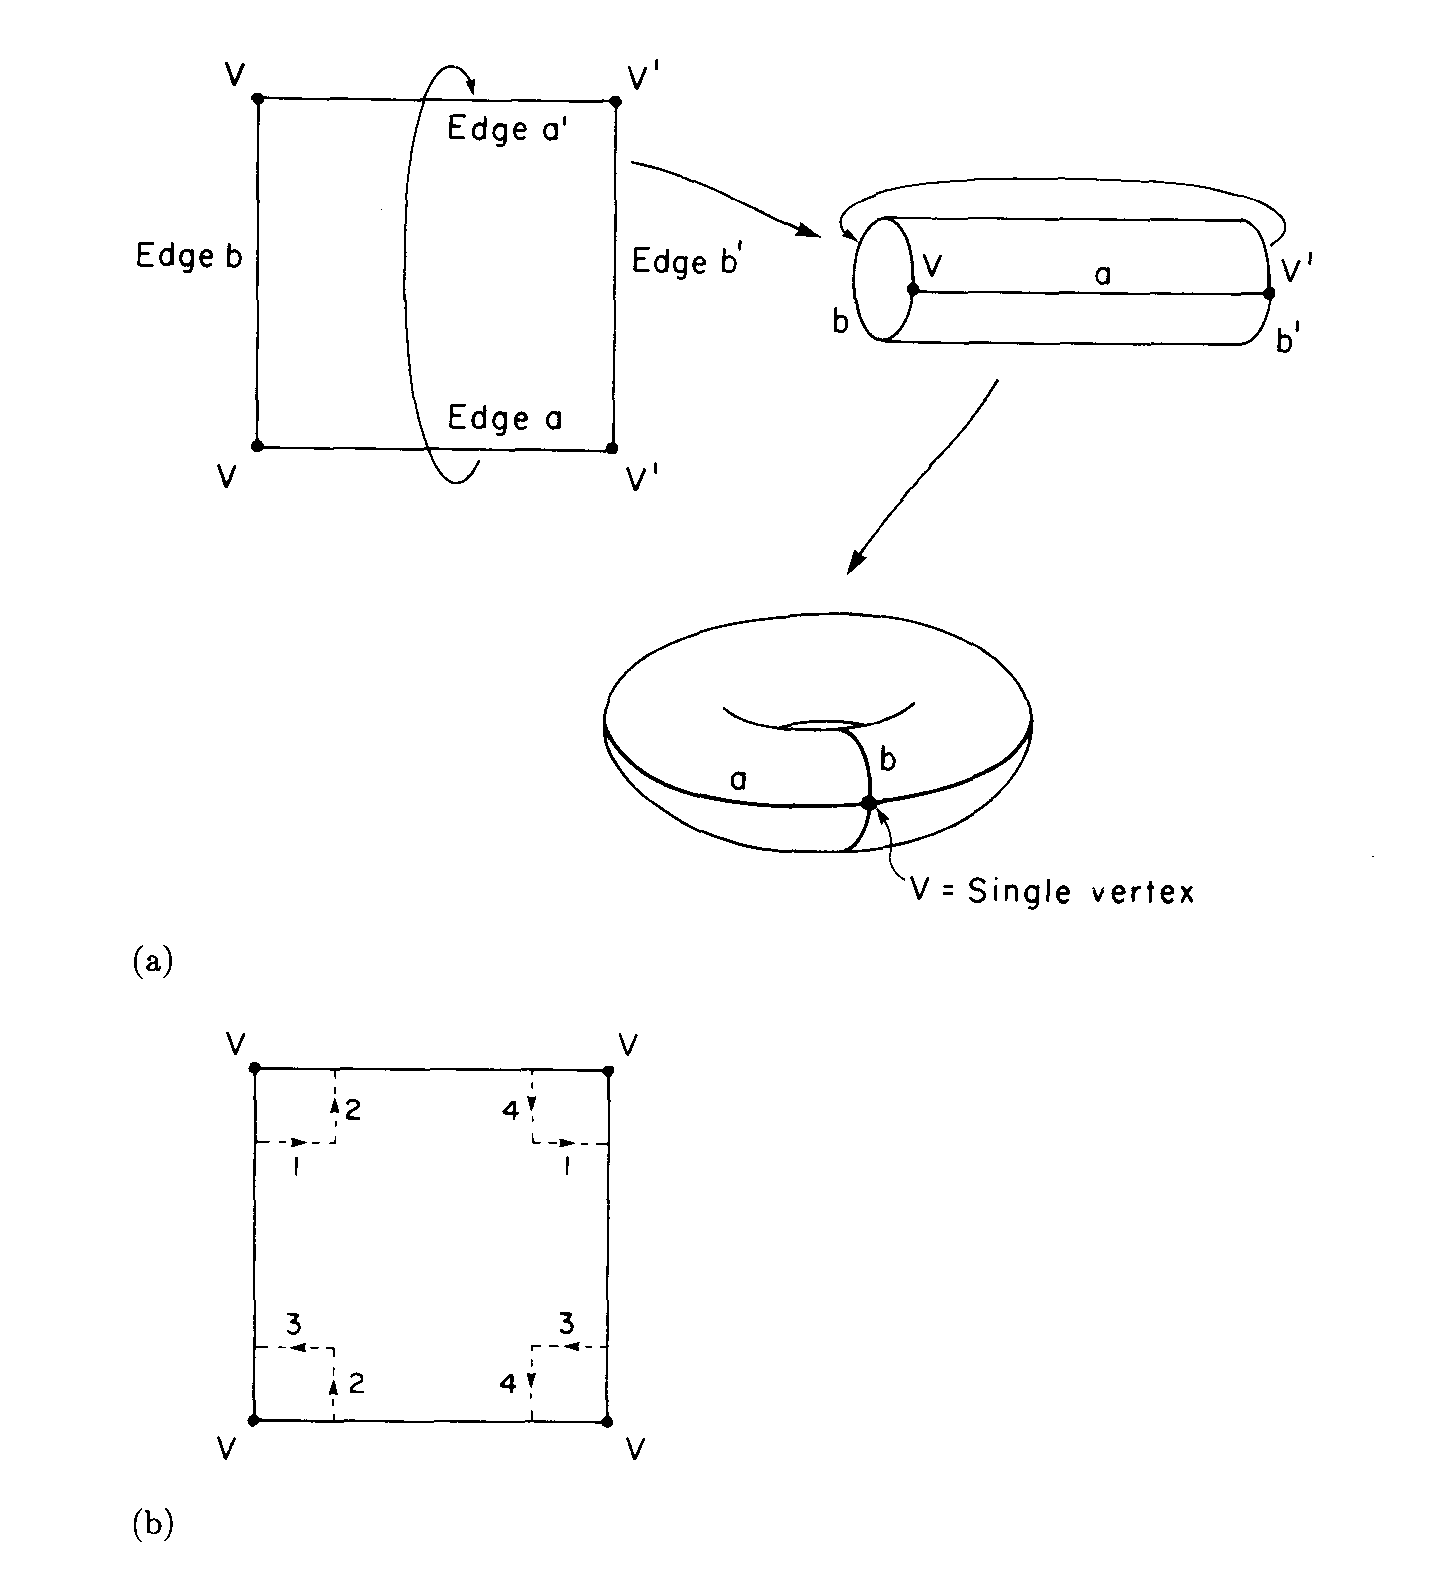 V V'
Edge a'
Edge b Edge b'
Edge a
V V'
V a V'
b b'
a b
V = Single vertex
(a)
V V
2 4
1 1
3 3
2 4
V V
(b)